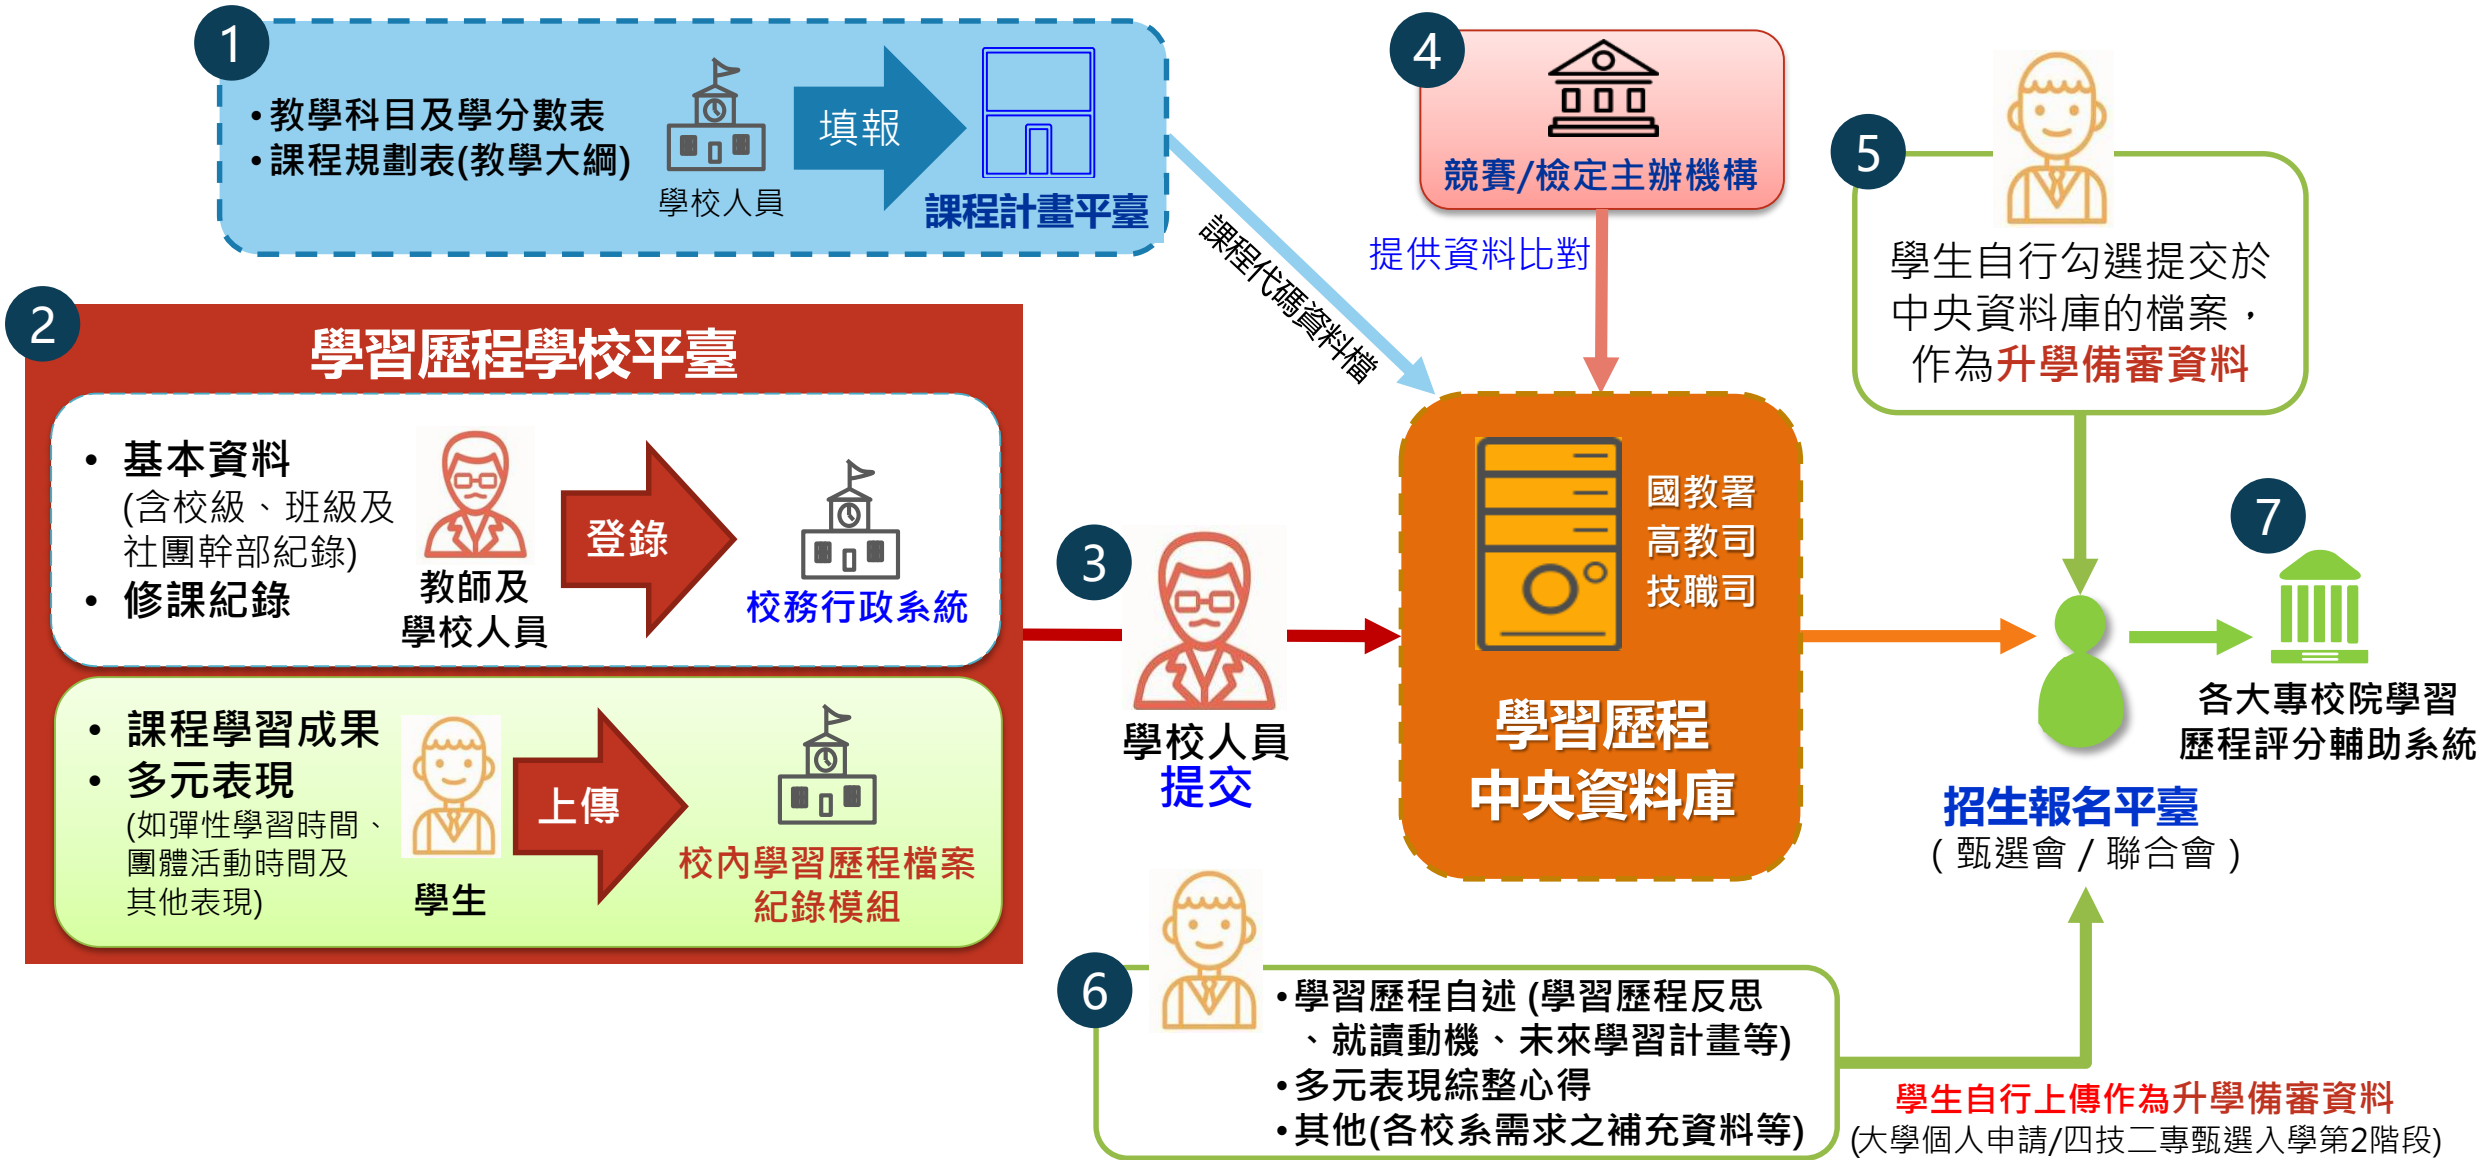 1
•教學科目及學分數表
•課程規劃表(教學大綱)
學校人員
填報
課程計畫平臺
課程代碼資料檔
2
學習歷程學校平臺
• 基本資料
(含校級、班級及
社團幹部紀錄)
• 修課紀錄
教師及
學校人員
登錄
校務行政系統
• 課程學習成果
• 多元表現
(如彈性學習時間、
團體活動時間及
其他表現)
學生
上傳
校內學習歷程檔案
紀錄模組
3
學校人員
提交
4
競賽/檢定主辦機構
提供資料比對
國教署
高教司
技職司
學習歷程
中央資料庫
5
學生自行勾選提交於
中央資料庫的檔案，
作為升學備審資料
招生報名平臺
(甄選會/聯合會)
6
•學習歷程自述 (學習歷程反思
、就讀動機、未來學習計畫等)
•多元表現綜整心得
•其他(各校系需求之補充資料等)
學生自行上傳作為升學備審資料
(大學個人申請/四技二專甄選入學第2階段)
7
各大專校院學習
歷程評分輔助系統